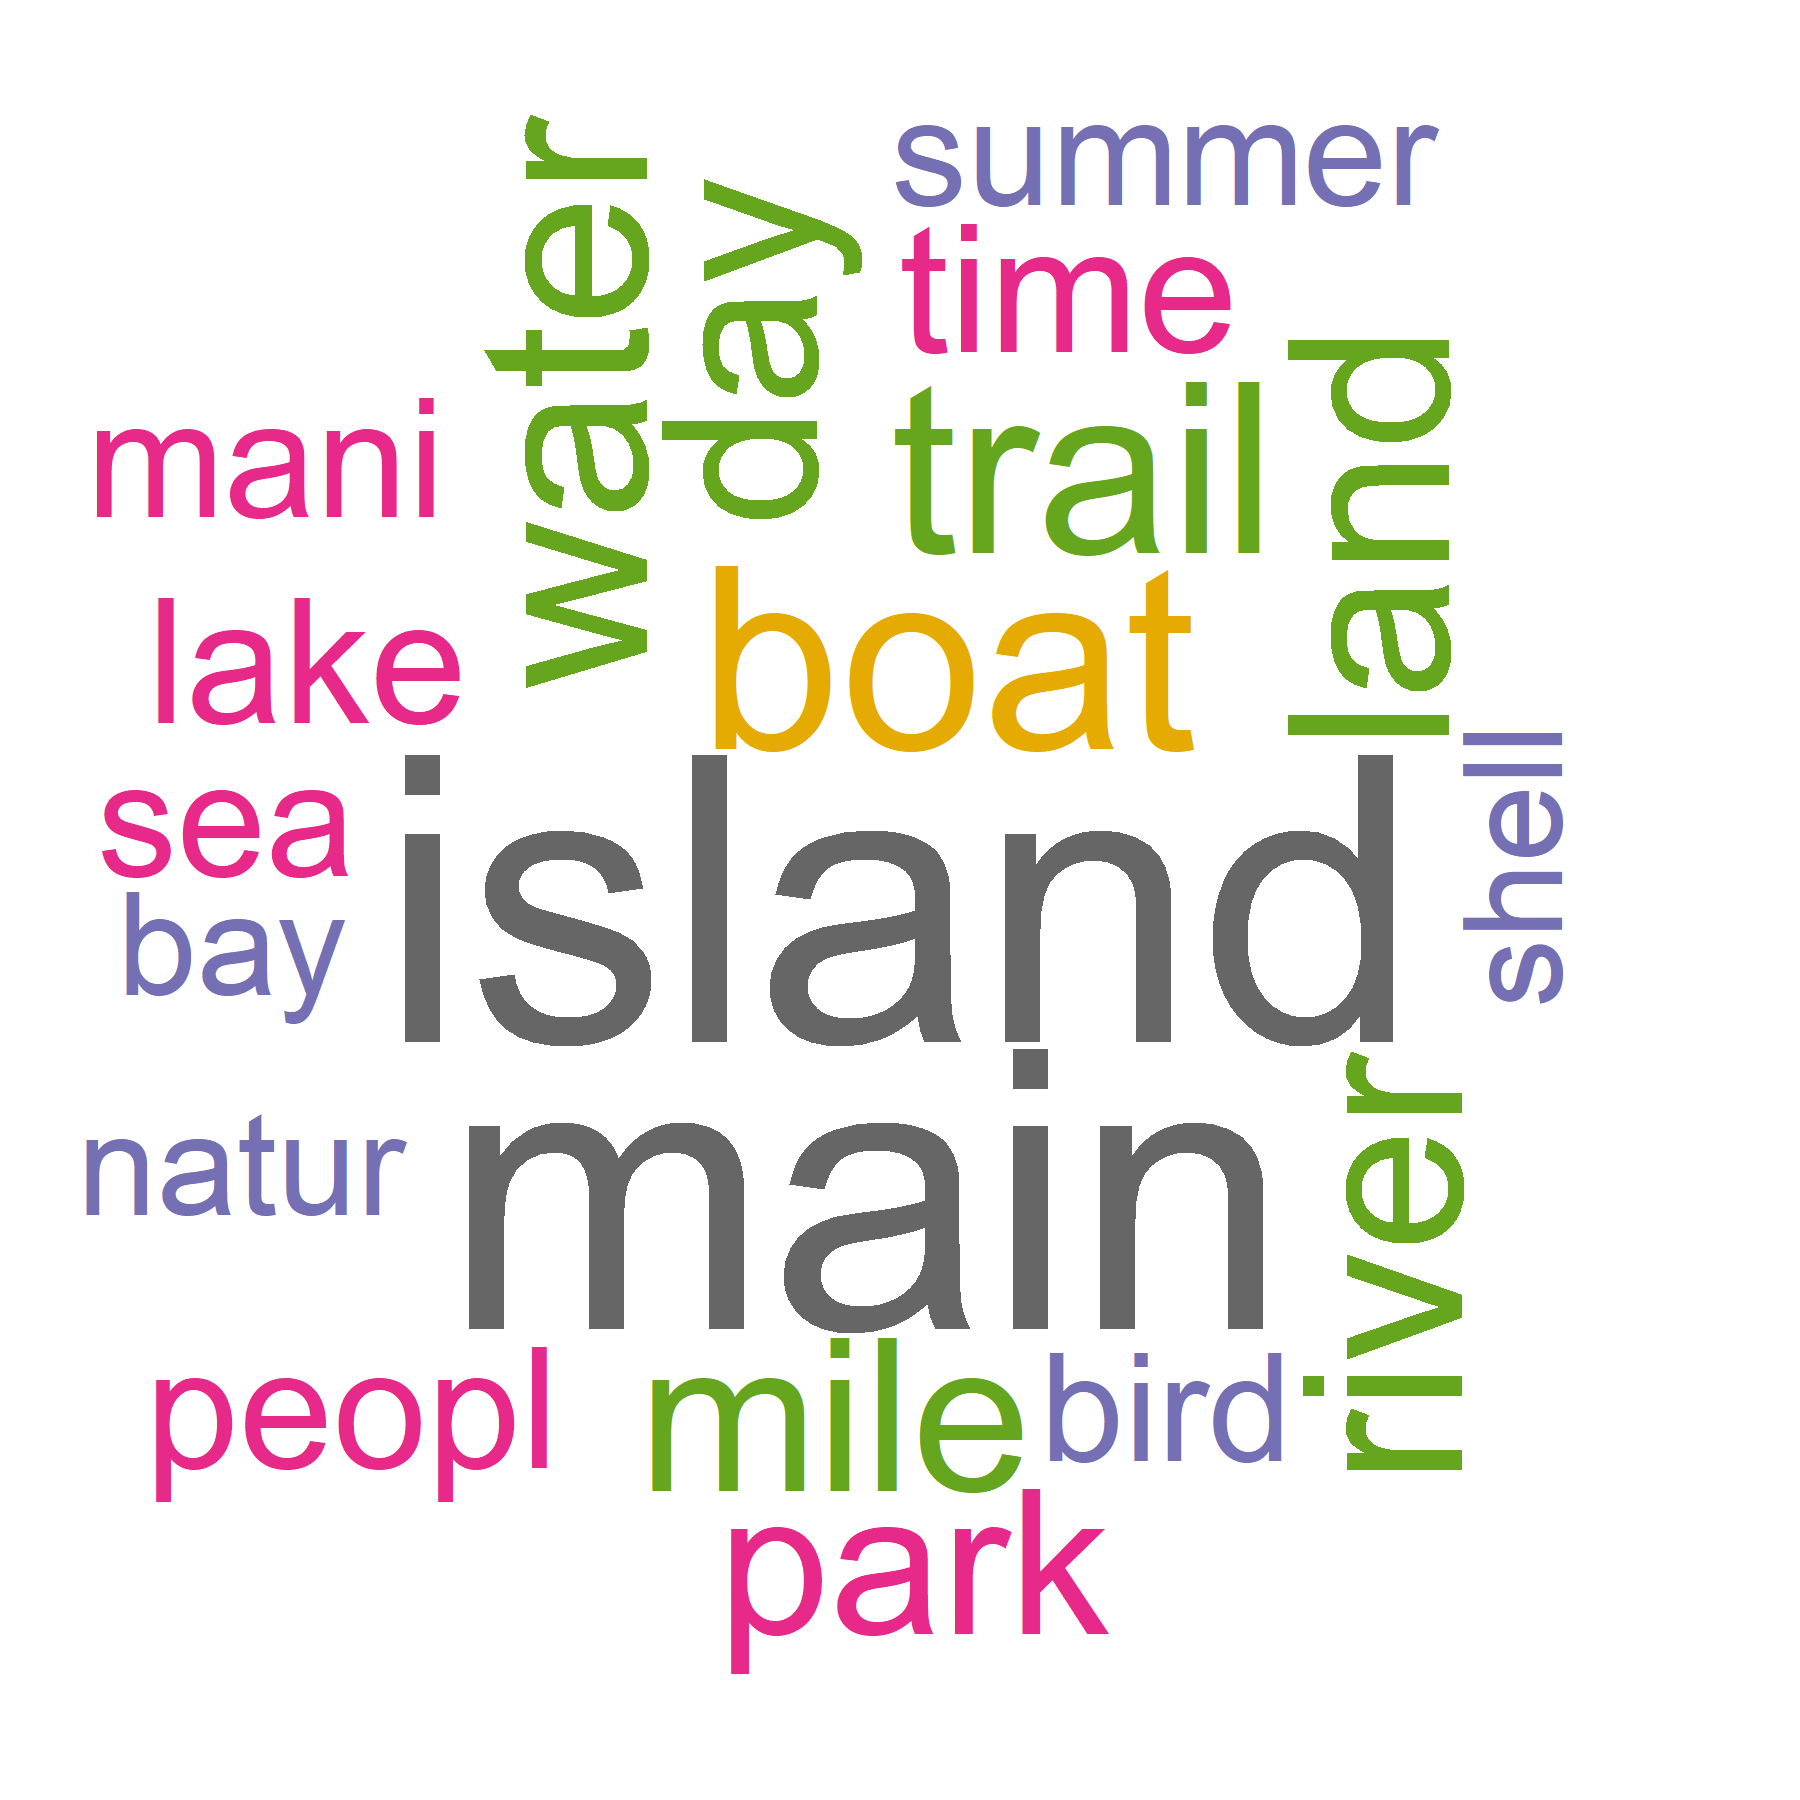 summer
time
water
day
trail
land
mani
boat
lake
sea
island
shell
bay
main
natur
river
peopl
mile
bird
park